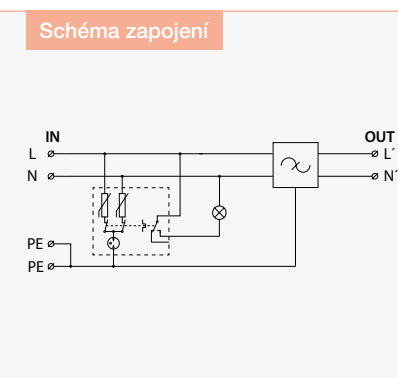 Schéma zapojení
IN OUT
L L´
N N´
PE
PE